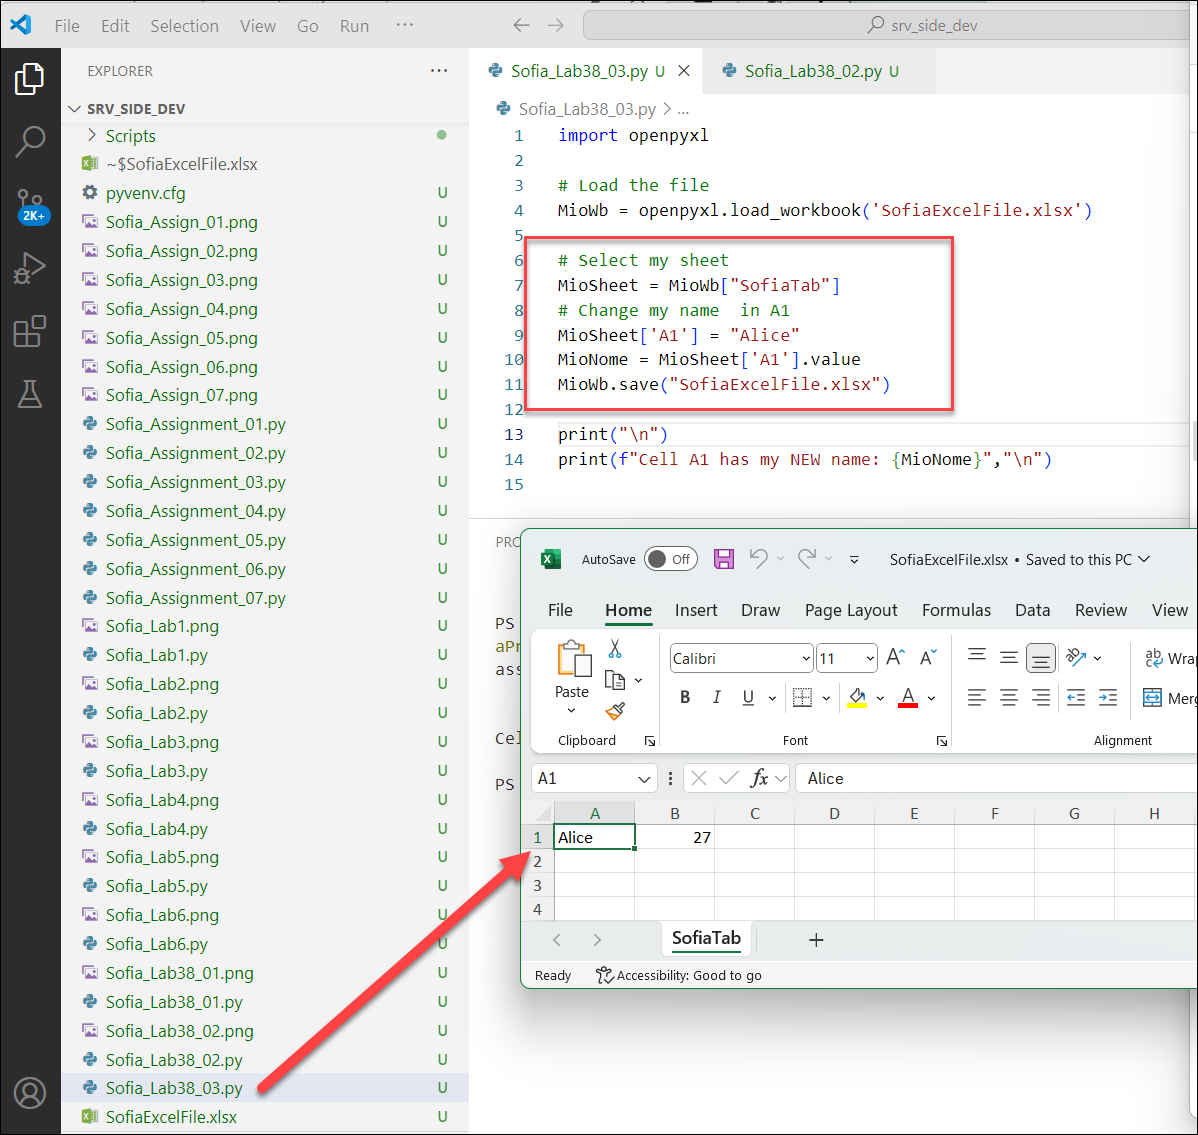 File Edit Selection View Go Run ···
srv_side_dev
EXPLORER ···
SRV_SIDE_DEV
Scripts
~$SofiaExcelFile.xlsx
pyvenv.cfg U
Sofia_Assign_01.png U
Sofia_Assign_02.png U
Sofia_Assign_03.png U
Sofia_Assign_04.png U
Sofia_Assign_05.png U
Sofia_Assign_06.png U
Sofia_Assign_07.png U
Sofia_Assignment_01.py U
Sofia_Assignment_02.py U
Sofia_Assignment_03.py U
Sofia_Assignment_04.py U
Sofia_Assignment_05.py U
Sofia_Assignment_06.py U
Sofia_Assignment_07.py U
Sofia_Lab1.png U
Sofia_Lab1.py U
Sofia_Lab2.png U
Sofia_Lab2.py U
Sofia_Lab3.png U
Sofia_Lab3.py U
Sofia_Lab4.png U
Sofia_Lab4.py U
Sofia_Lab5.png U
Sofia_Lab5.py U
Sofia_Lab6.png U
Sofia_Lab6.py U
Sofia_Lab38_01.png U
Sofia_Lab38_01.py U
Sofia_Lab38_02.png U
Sofia_Lab38_02.py U
Sofia_Lab38_03.py U
SofiaExcelFile.xlsx U
2K+
Sofia_Lab38_03.py U
Sofia_Lab38_02.py U
Sofia_Lab38_03.py > ...
1 import openpyxl
2
3 # Load the file
4 MioWb = openpyxl.load_workbook('SofiaExcelFile.xlsx')
5
6 # Select my sheet
7 MioSheet = MioWb["SofiaTab"]
8 # Change my name  in A1
9 MioSheet['A1'] = "Alice"
10 MioNome = MioSheet['A1'].value
11 MioWb.save("SofiaExcelFile.xlsx")
12
13 print("\n")
14 print(f"Cell A1 has my NEW name: {MioNome}","\n")
15
PRO
PS
aPr
ass
Cel
PS
AutoSave Off
SofiaExcelFile.xlsx • Saved to this PC
File Home Insert Draw Page Layout Formulas Data Review View
Paste
Calibri 11
B I U A
ab c Wrap
Merg
Clipboard Font Alignment
A1 fx Alice
A B C D E F G H
1 Alice 27
2
3
4
SofiaTab +
Ready Accessibility: Good to go